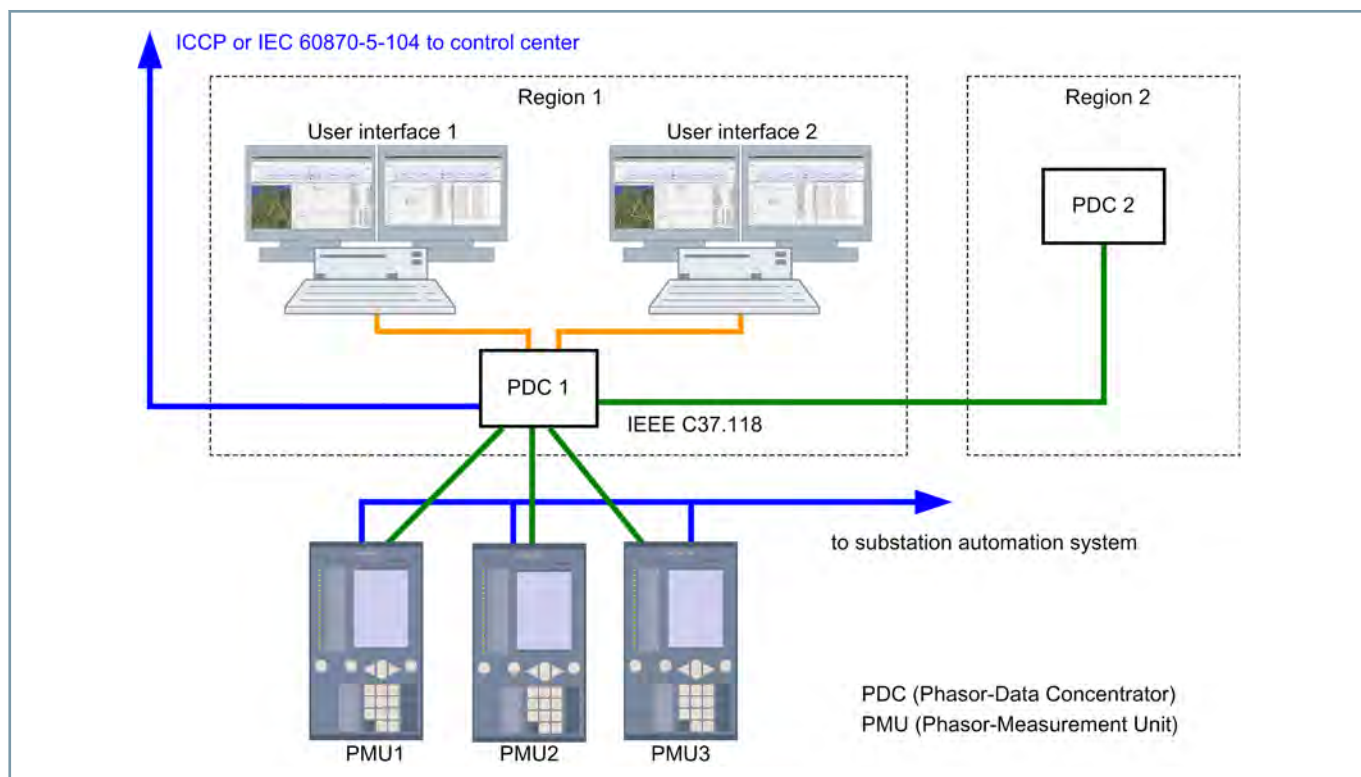 ICCP or IEC 60870-5-104 to control center
Region 1
Region 2
User interface 1
User interface 2
PDC 2
PDC 1
IEEE C37.118
to substation automation system
PDC (Phasor-Data Concentrator)
PMU (Phasor-Measurement Unit)
PMU1
PMU2
PMU3